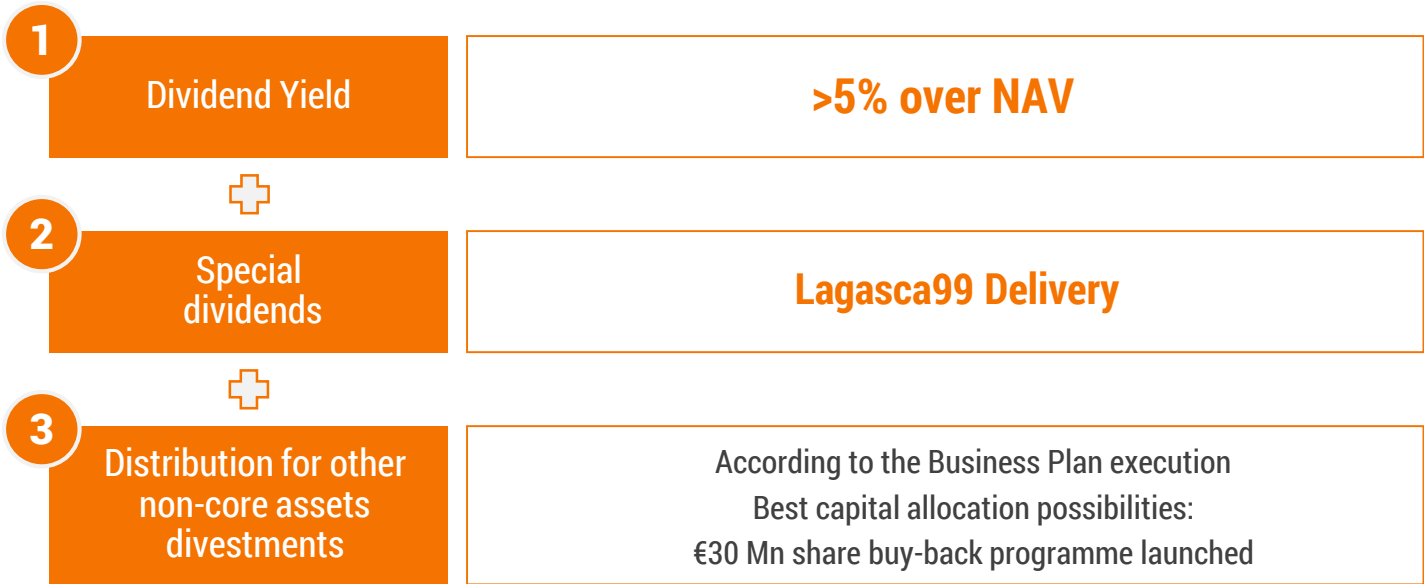 1
Dividend Yield
>5% over NAV
2
Special
dividends
Lagasca99 Delivery
3
Distribution for other
non-core assets
divestments
According to the Business Plan execution
Best capital allocation possibilities:
€30 Mn share buy-back programme launched